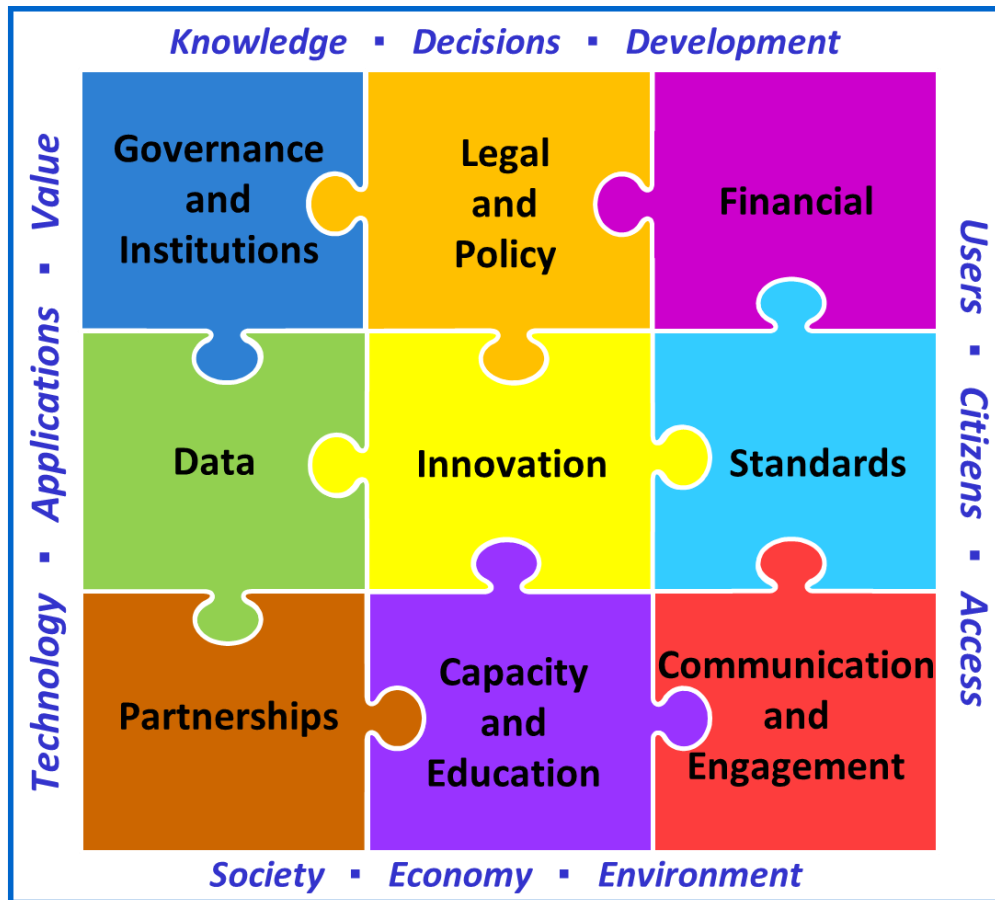 Knowledge ▪ Decisions ▪ Development
Technology ▪ Applications ▪ Value
Governance
and
Institutions
Legal
and
Policy
Financial
Data
Innovation
Standards
Partnerships
Capacity
and
Education
Communication
and
Engagement
Users ▪ Citizens ▪ Access
Society ▪ Economy ▪ Environment